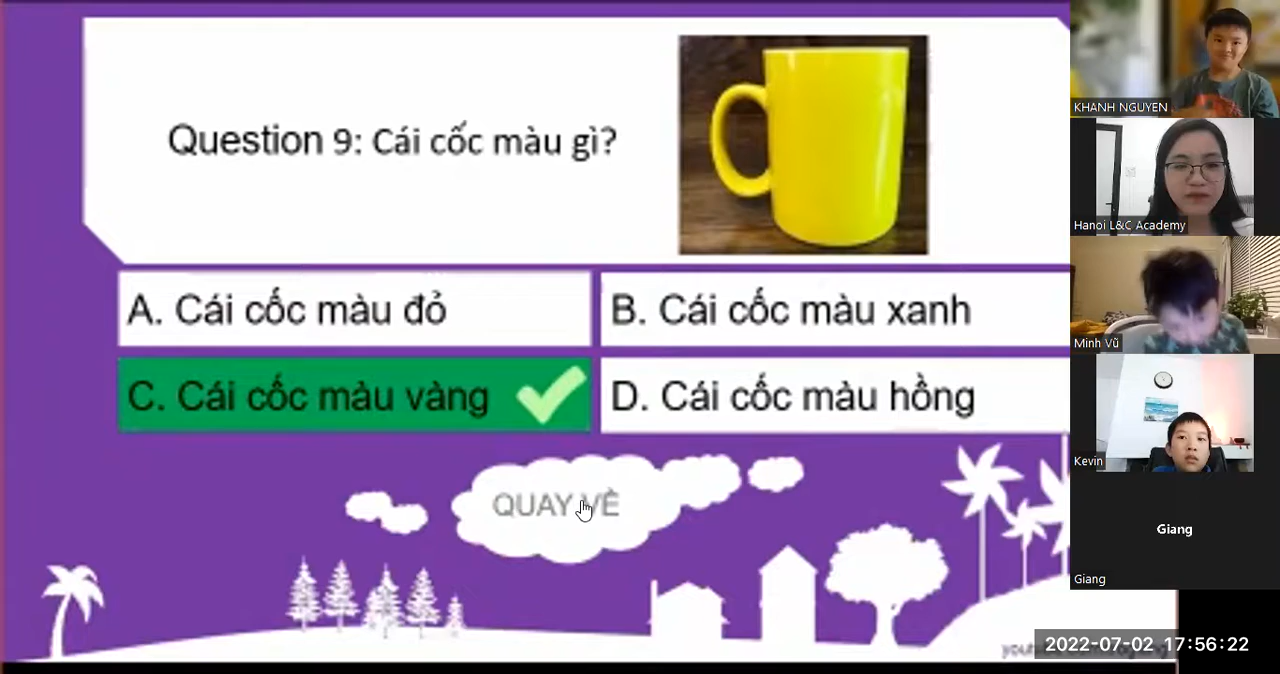 Question 9: Cái cốc màu gì?
A. Cái cốc màu đỏ
B. Cái cốc màu xanh
C. Cái cốc màu vàng
D. Cái cốc màu hồng
QUAY VỀ
KHANH NGUYEN
Hanoi L&C Academy
Minh Vũ
Kevin
Giang
Giang
2022-07-02 17:56:22